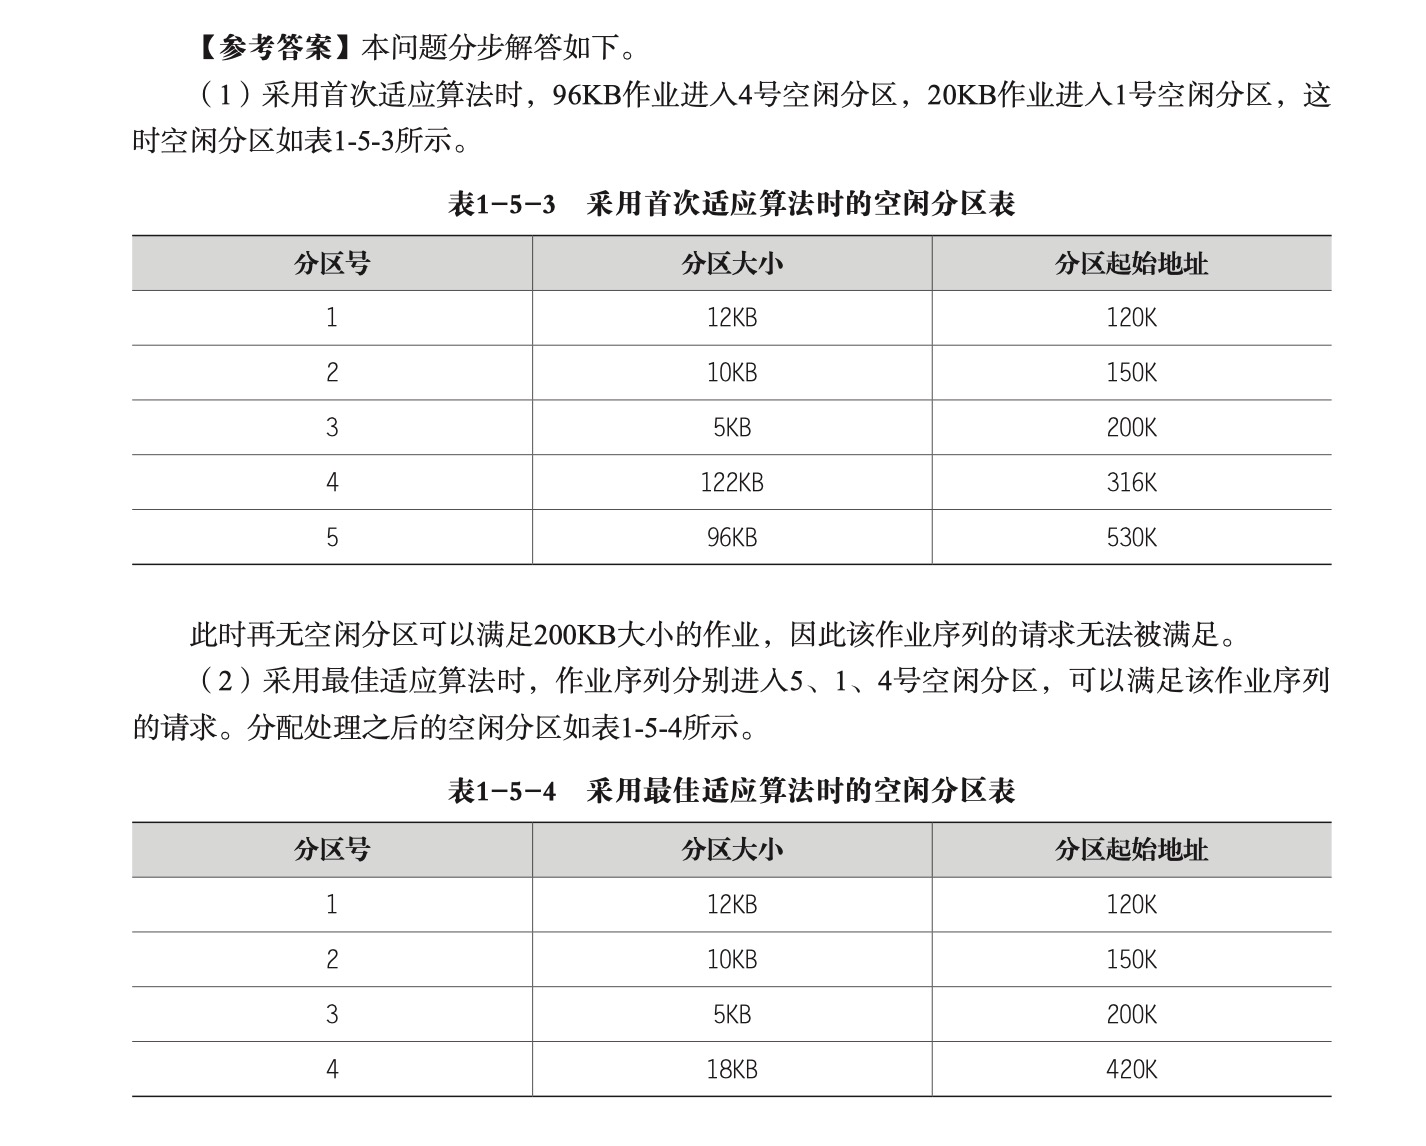 【参考答案】本问题分步解答如下。
（1）采用首次适应算法时，96KB作业进入4号空闲分区，20KB作业进入1号空闲分区，这
时空闲分区如表1-5-3所示。
表1-5-3 采用首次适应算法时的空闲分区表
分区号 分区大小 分区起始地址
1 12KB 120K
2 10KB 150K
3 5KB 200K
4 122KB 316K
5 96KB 530K
此时再无空闲分区可以满足200KB大小的作业，因此该作业序列的请求无法被满足。
（2）采用最佳适应算法时，作业序列分别进入5、1、4号空闲分区，可以满足该作业序列
的请求。分配处理之后的空闲分区如表1-5-4所示。
表1-5-4 采用最佳适应算法时的空闲分区表
分区号 分区大小 分区起始地址
1 12KB 120K
2 10KB 150K
3 5KB 200K
4 18KB 420K